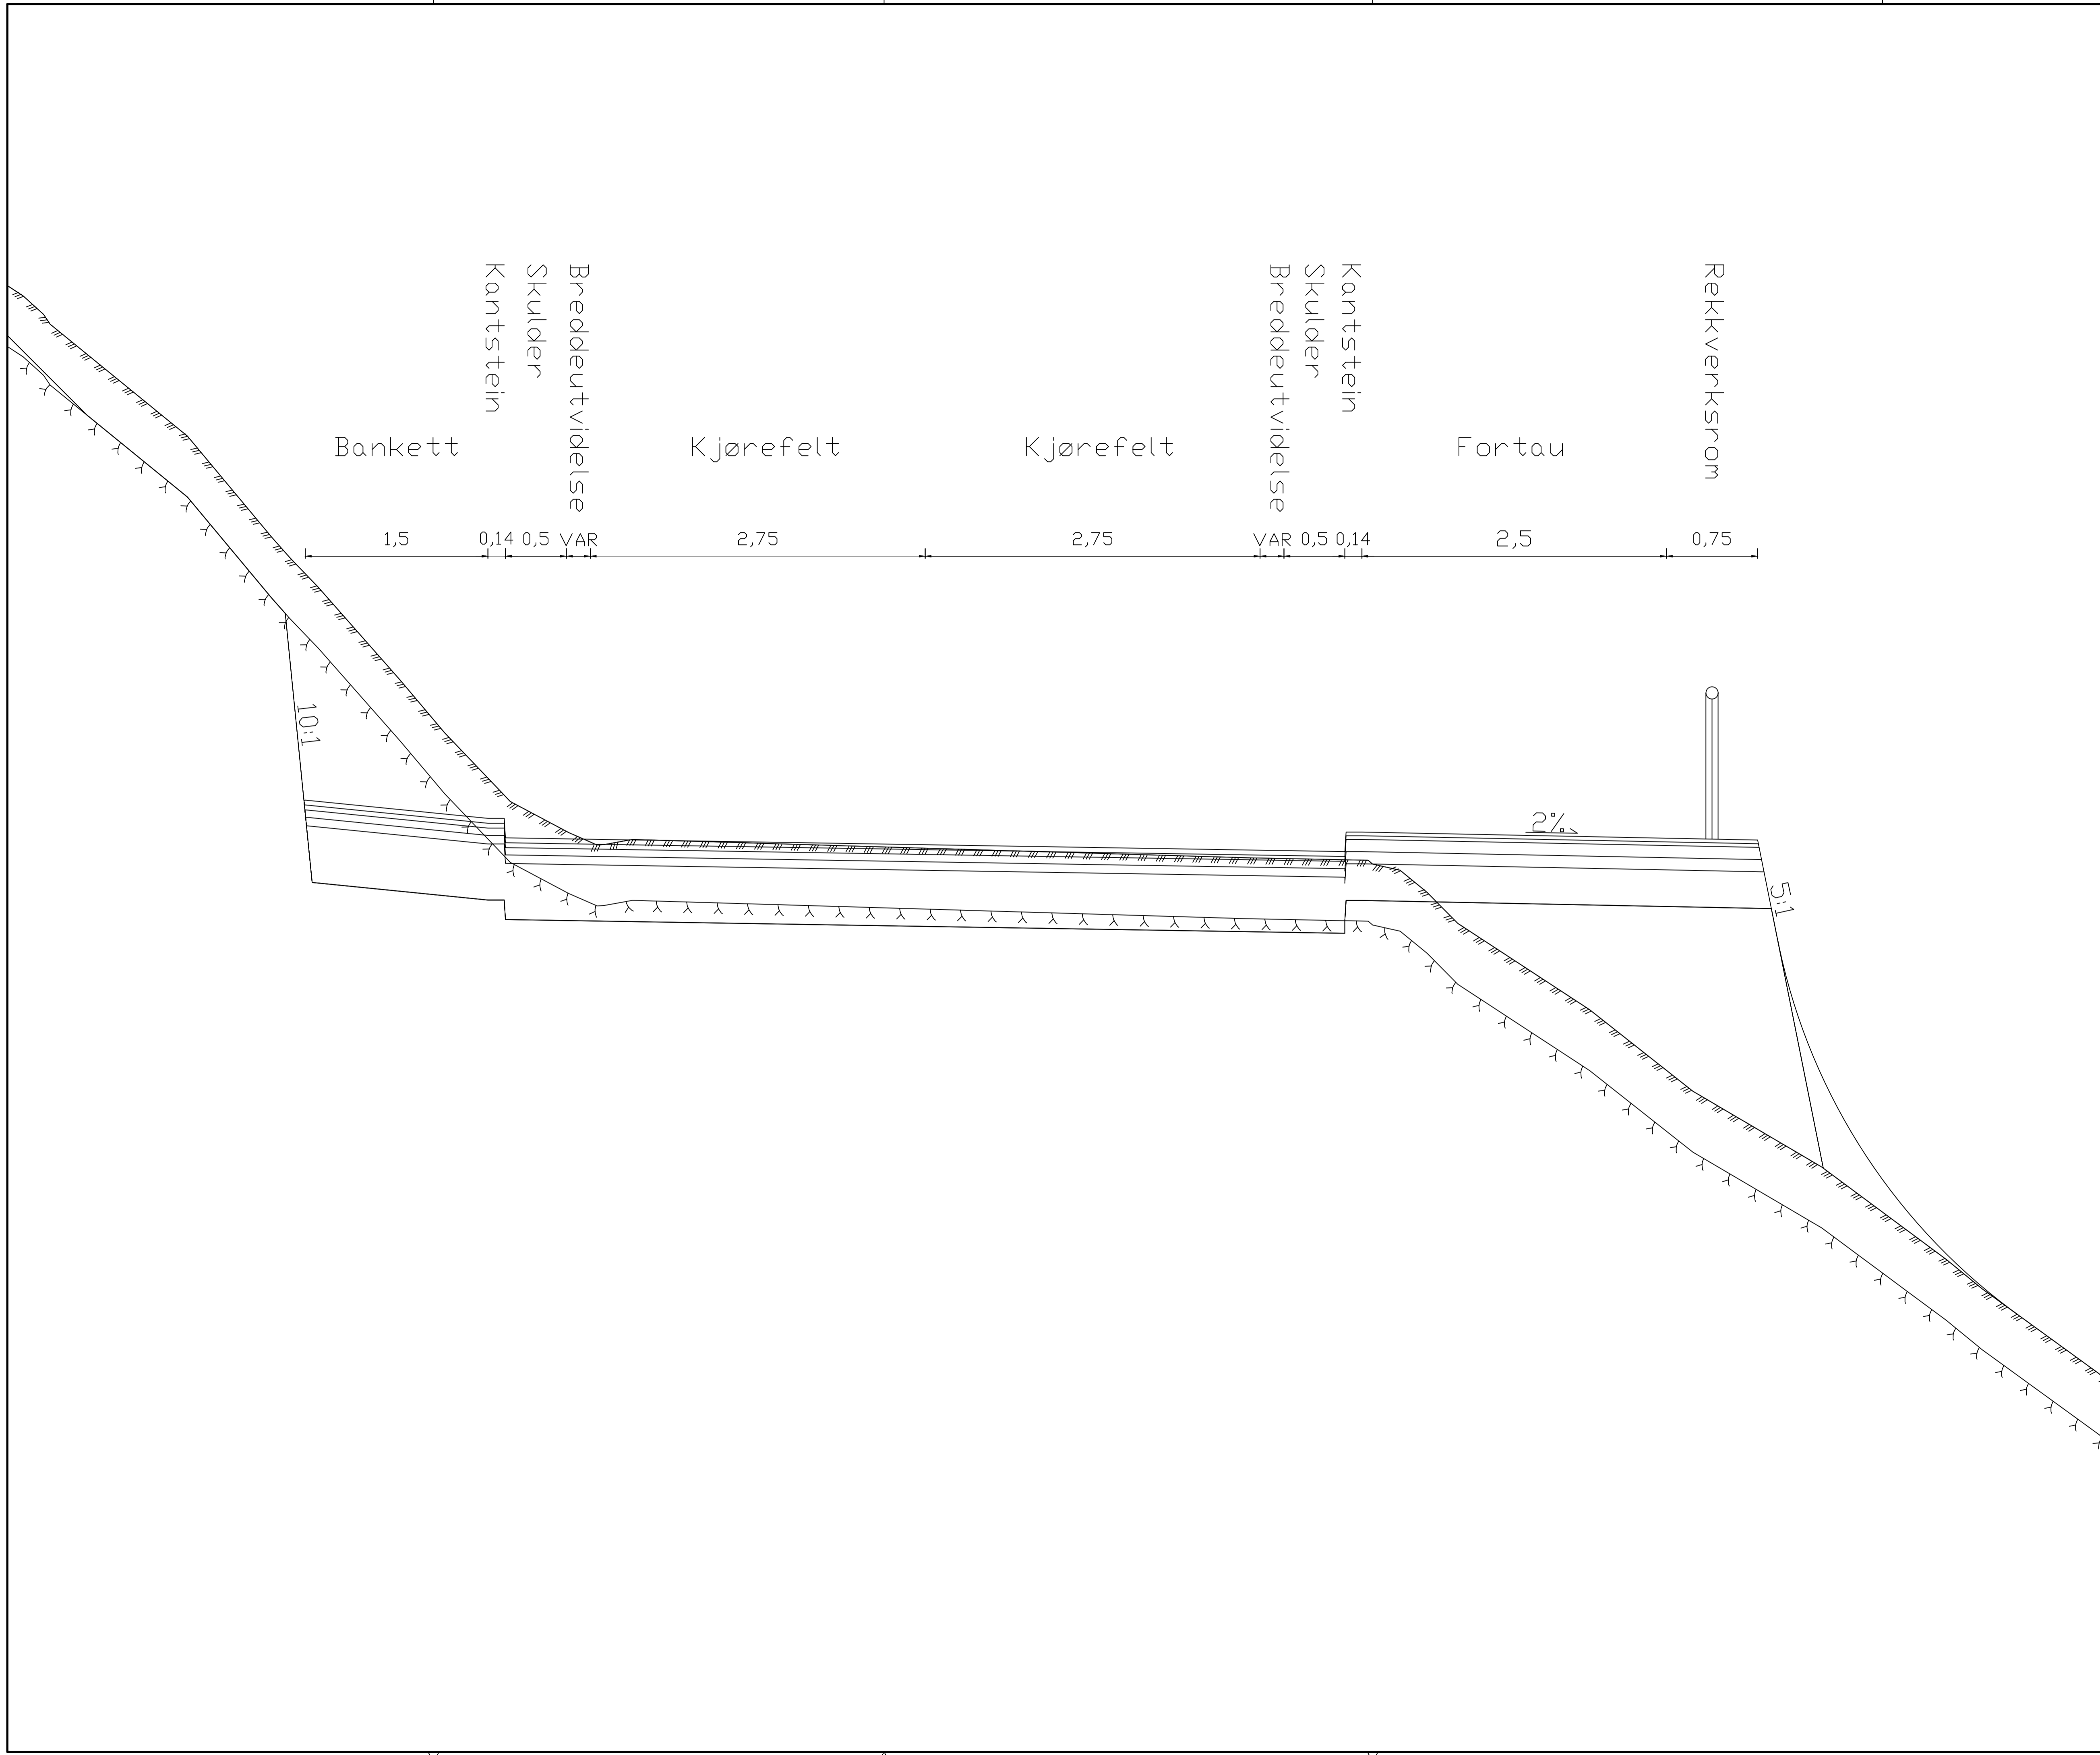 Kantstein
Skulder
Breddeutvidelse
Breddeutvidelse
Skulder
Kantstein
Rekkverksrom
Bankett
Kjørefelt
Kjørefelt
Fortau
1,5
0,14
0,5
VAR
2,75
2,75
VAR
0,5
0,14
2,5
0,75
10:1
2%
5:1